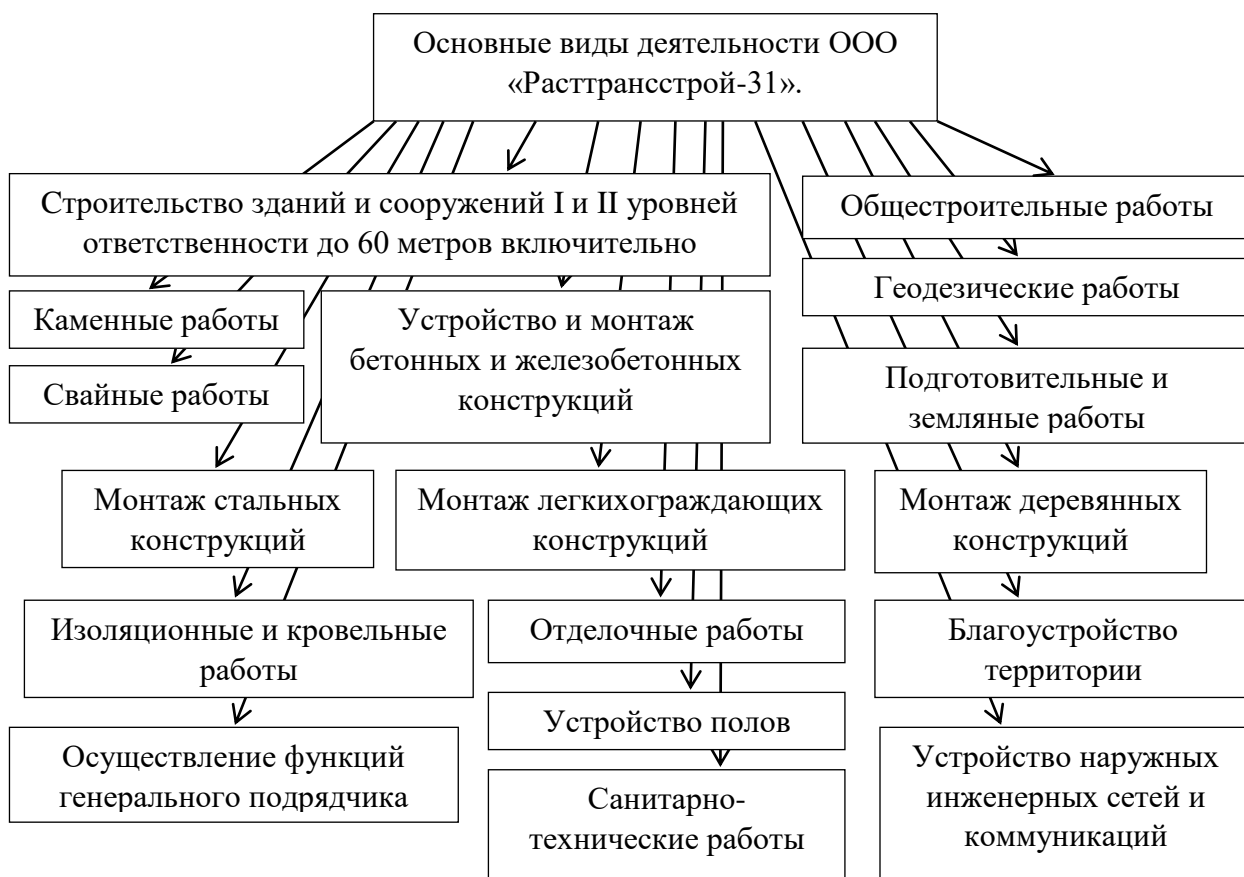 Основные виды деятельности ООО
«Расттрансстрой-31».
Строительство зданий и сооружений I и II уровней
ответственности до 60 метров включительно
Общестроительные работы
Геодезические работы
Каменные работы
Устройство и монтаж
бетонных и железобетонных
конструкций
Свайные работы
Подготовительные и
земляные работы
Монтаж стальных
конструкций
Монтаж легкихограждающих
конструкций
Монтаж деревянных
конструкций
Изоляционные и кровельные
работы
Отделочные работы
Благоустройство
территории
Осуществление функций
генерального подрядчика
Устройство полов
Санитарно-
технические работы
Устройство наружных
инженерных сетей и
коммуникаций